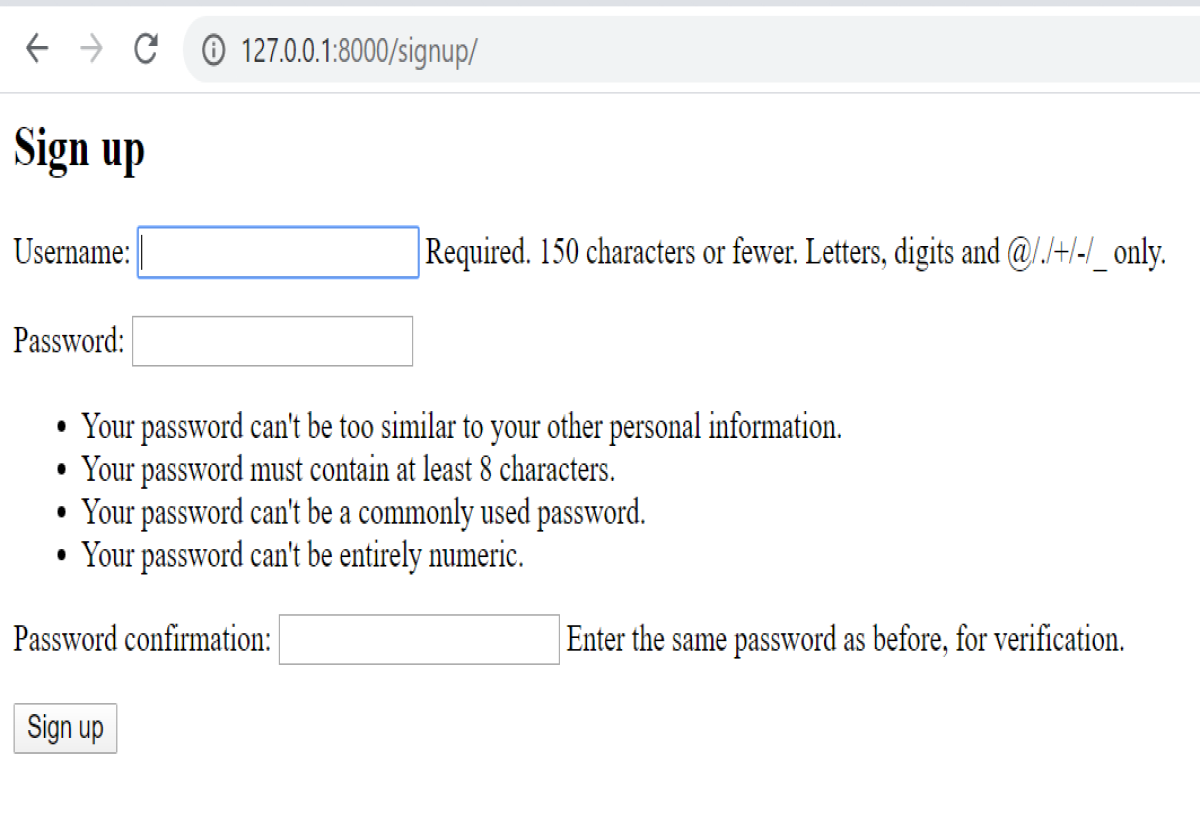 127.0.0.1:8000/signup/
Sign up
Username: Required. 150 characters or fewer. Letters, digits and @/./+/-/_ only.
Password:
• Your password can't be too similar to your other personal information.
• Your password must contain at least 8 characters.
• Your password can't be a commonly used password.
• Your password can't be entirely numeric.
Password confirmation: Enter the same password as before, for verification.
Sign up